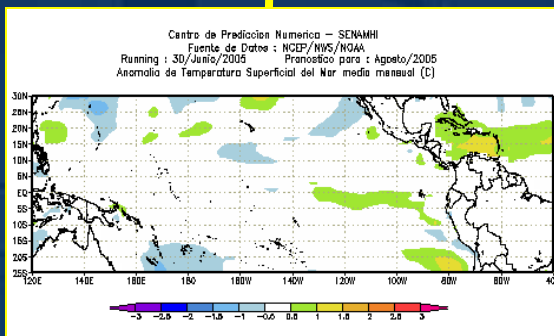 Centro de Prediccion Numerica – SENAMHI
Fuente de Datos : NCEP/NWS/NOAA
Running : 30/Junio/2005 Pronostico para : Agosto/2005
Anomalia de Temperatura Superficial del Mar media mensual (C)
30N
25N
20N
15N
10N
5N
EQ
5S
10S
15S
20S
25S
120E 140E 160E 180 160W 140W 120W 100W 80W 60W 40W
-3 -2.5 -2 -1.5 -1 -0.5 0.5 1 1.5 2 2.5 3